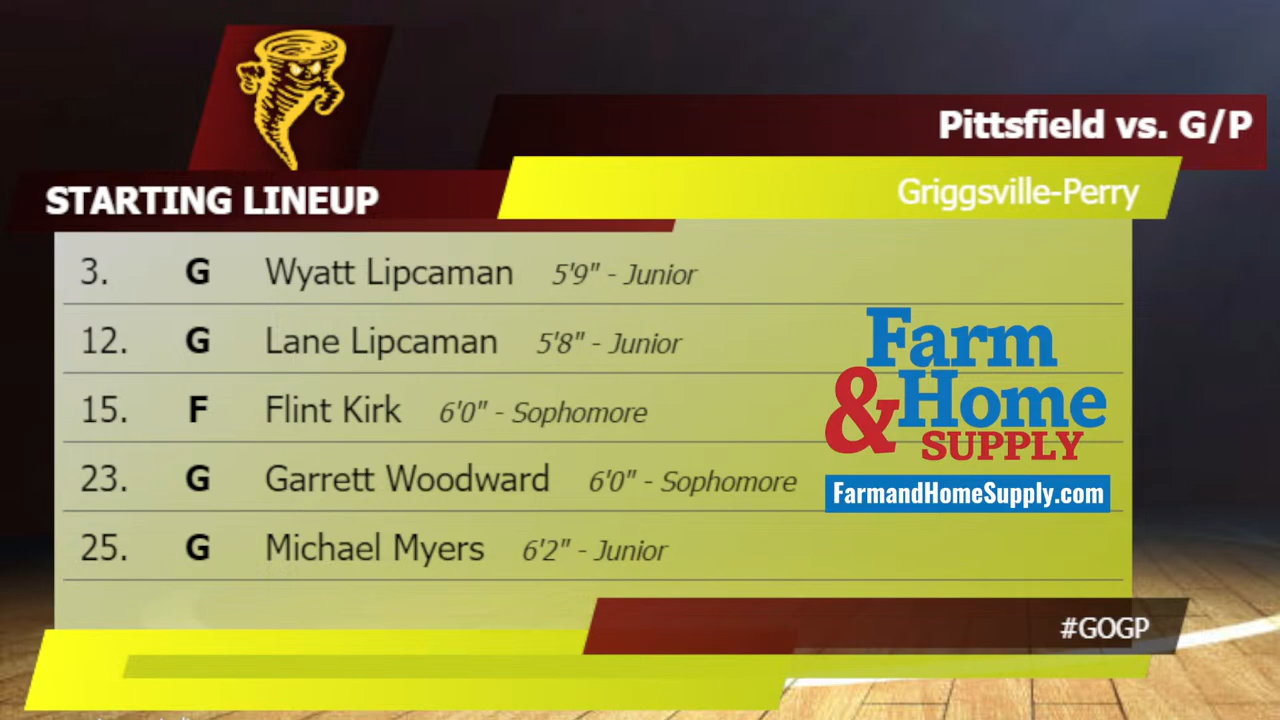 Pittsfield vs. G/P
STARTING LINEUP
Griggsville-Perry
3. G Wyatt Lipcaman 5'9" - Junior
12. G Lane Lipcaman 5'8" - Junior
15. F Flint Kirk 6'0" - Sophomore
23. G Garrett Woodward 6'0" - Sophomore
25. G Michael Myers 6'2" - Junior
Farm
&Home
SUPPLY
FarmandHomeSupply.com
#GOGP